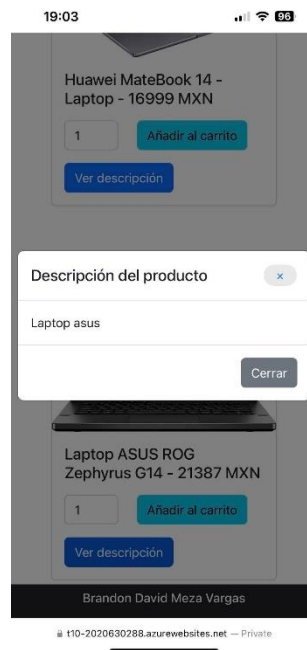 19:03
96
Huawei MateBook 14 -
Laptop - 16999 MXN
1
Añadir al carrito
Ver descripción
Descripción del producto
×
Laptop asus
Cerrar
Laptop ASUS ROG
Zephyrus G14 - 21387 MXN
1
Añadir al carrito
Ver descripción
Brandon David Meza Vargas
t10-2020630288.azurewebsites.net — Private